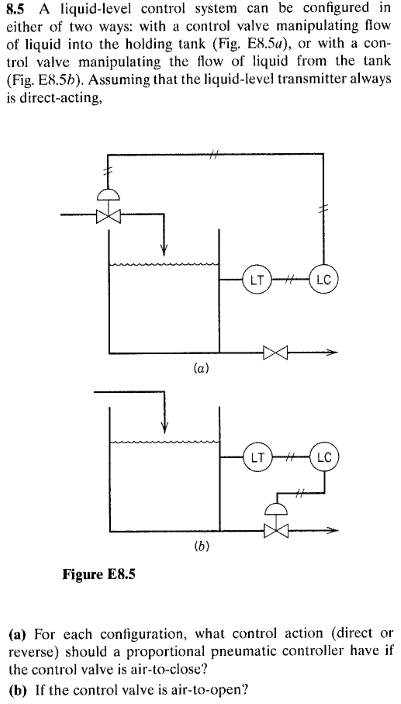 8.5 A liquid-level control system can be configured in
either of two ways: with a control valve manipulating flow
of liquid into the holding tank (Fig. E8.5a), or with a con-
trol valve manipulating the flow of liquid from the tank
(Fig. E8.5b). Assuming that the liquid-level transmitter always
is direct-acting,
LT
LC
(a)
LT
LC
(b)
Figure E8.5
(a) For each configuration, what control action (direct or
reverse) should a proportional pneumatic controller have if
the control valve is air-to-close?
(b) If the control valve is air-to-open?